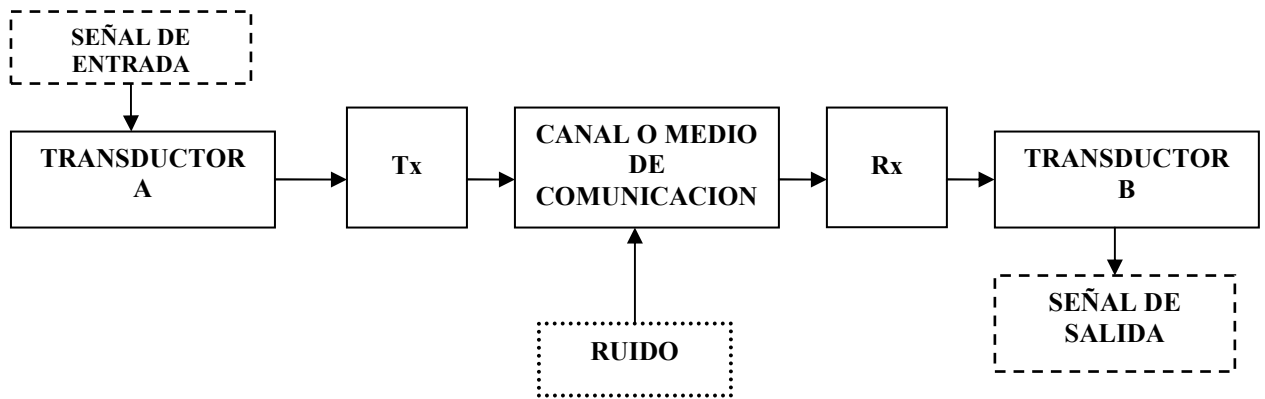 SEÑAL DE
ENTRADA
TRANSDUCTOR
A
Tx
CANAL O MEDIO
DE
COMUNICACION
Rx
TRANSDUCTOR
B
SEÑAL DE
SALIDA
RUIDO